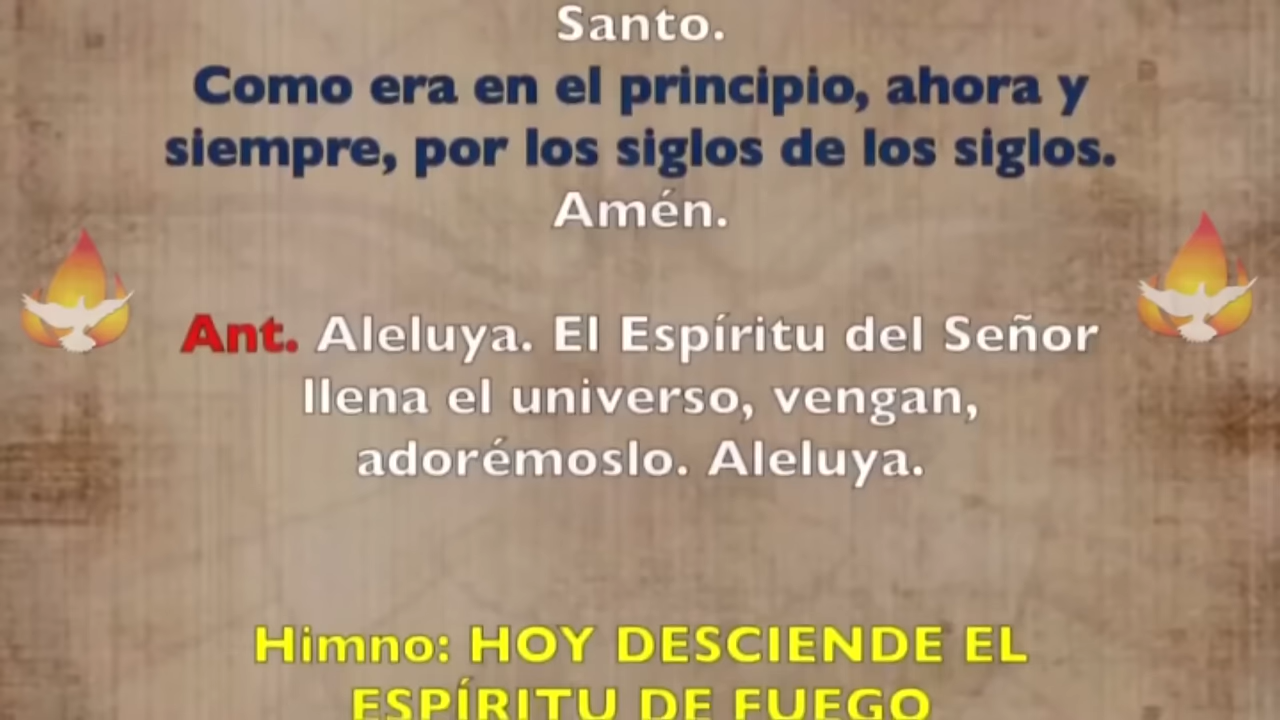 Santo.
Como era en el principio, ahora y
siempre, por los siglos de los siglos.
Amén.
Ant. Aleluya. El Espíritu del Señor
llena el universo, vengan,
adorémoslo. Aleluya.
Himno: HOY DESCIENDE EL
ESPÍRITU DE FUEGO